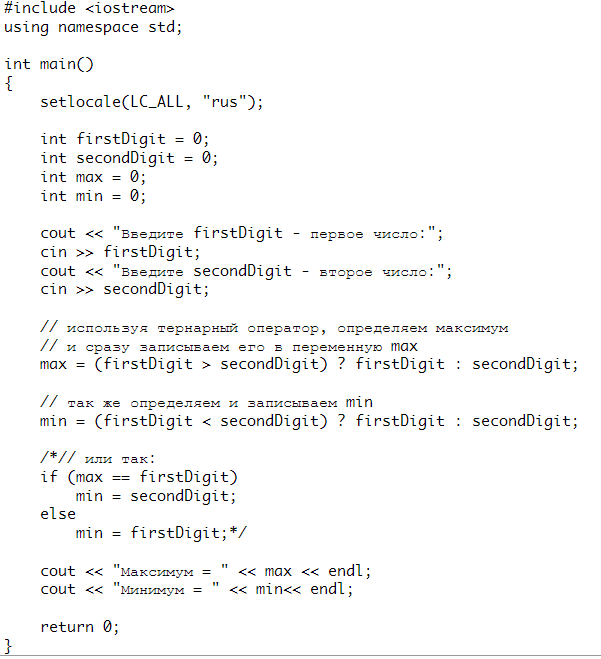 #include <iostream>
using namespace std;

int main()
{
    setlocale(LC_ALL, "rus");

    int firstDigit = 0;
    int secondDigit = 0;
    int max = 0;
    int min = 0;

    cout << "Введите firstDigit - первое число:";
    cin >> firstDigit;
    cout << "Введите secondDigit - второе число:";
    cin >> secondDigit;

    // используя тернарный оператор, определяем максимум
    // и сразу записываем его в переменную max
    max = (firstDigit > secondDigit) ? firstDigit : secondDigit;

    // так же определяем и записываем min
    min = (firstDigit < secondDigit) ? firstDigit : secondDigit;

    /*// или так:
    if (max == firstDigit)
        min = secondDigit;
    else
        min = firstDigit;*/

    cout << "Максимум = " << max << endl;
    cout << "Минимум = " << min<< endl;

    return 0;
}